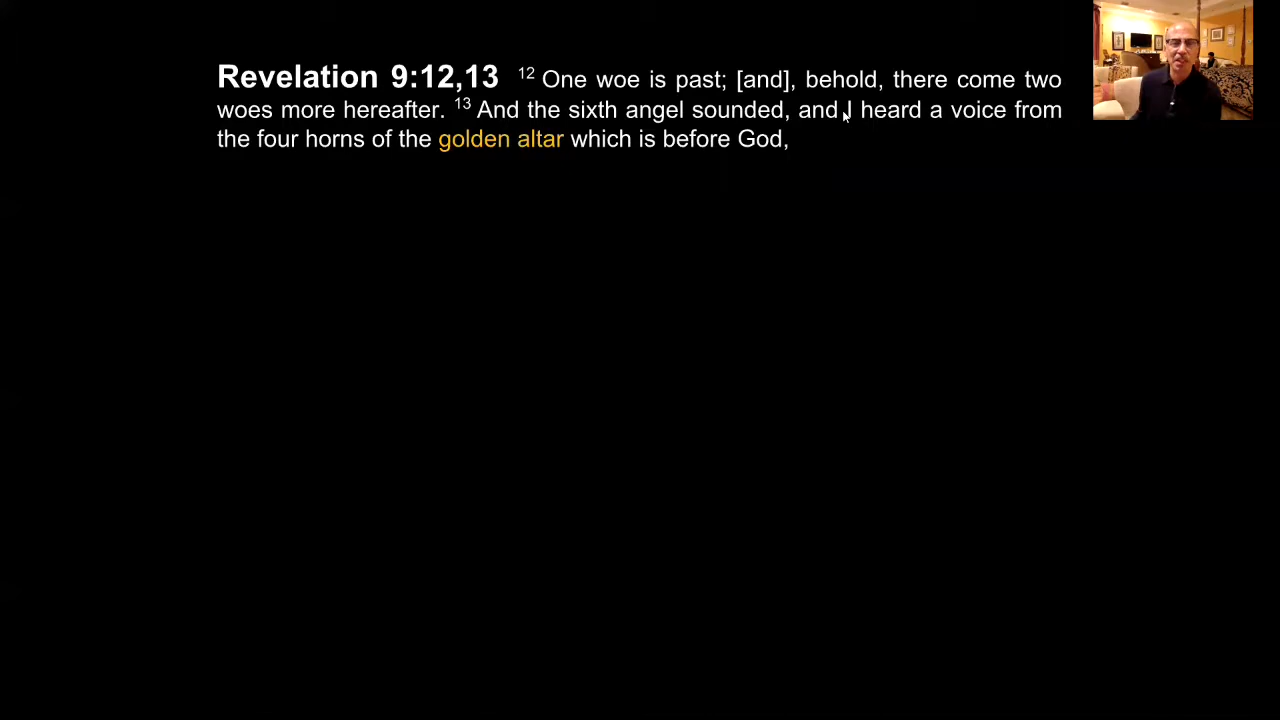 Revelation 9:12,13 12 One woe is past; [and], behold, there come two
woes more hereafter. 13 And the sixth angel sounded, and I heard a voice from
the four horns of the golden altar which is before God,